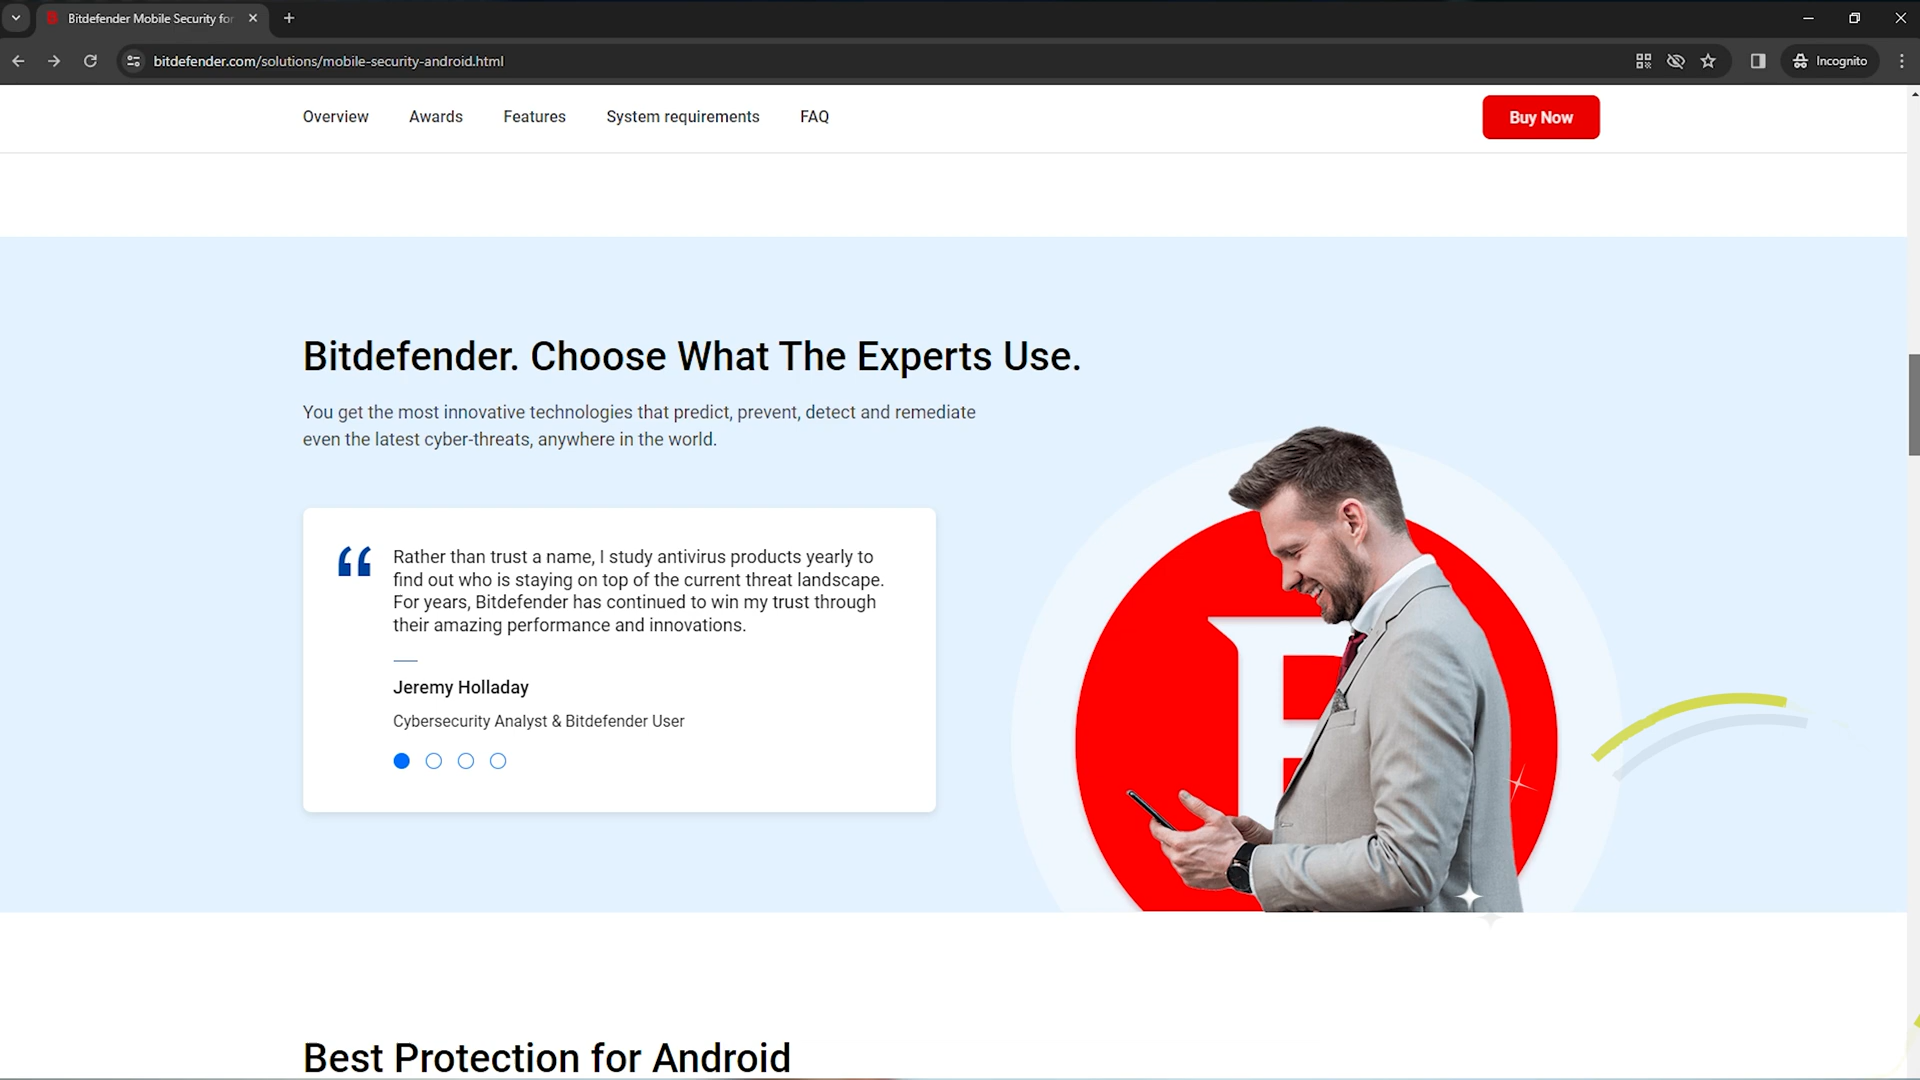 Bitdefender Mobile Security for
bitdefender.com/solutions/mobile-security-android.html
Incognito
Overview
Awards
Features
System requirements
FAQ
Buy Now
Bitdefender. Choose What The Experts Use.
You get the most innovative technologies that predict, prevent, detect and remediate
even the latest cyber-threats, anywhere in the world.
“
Rather than trust a name, I study antivirus products yearly to
find out who is staying on top of the current threat landscape.
For years, Bitdefender has continued to win my trust through
their amazing performance and innovations.
Jeremy Holladay
Cybersecurity Analyst & Bitdefender User
B
Best Protection for Android